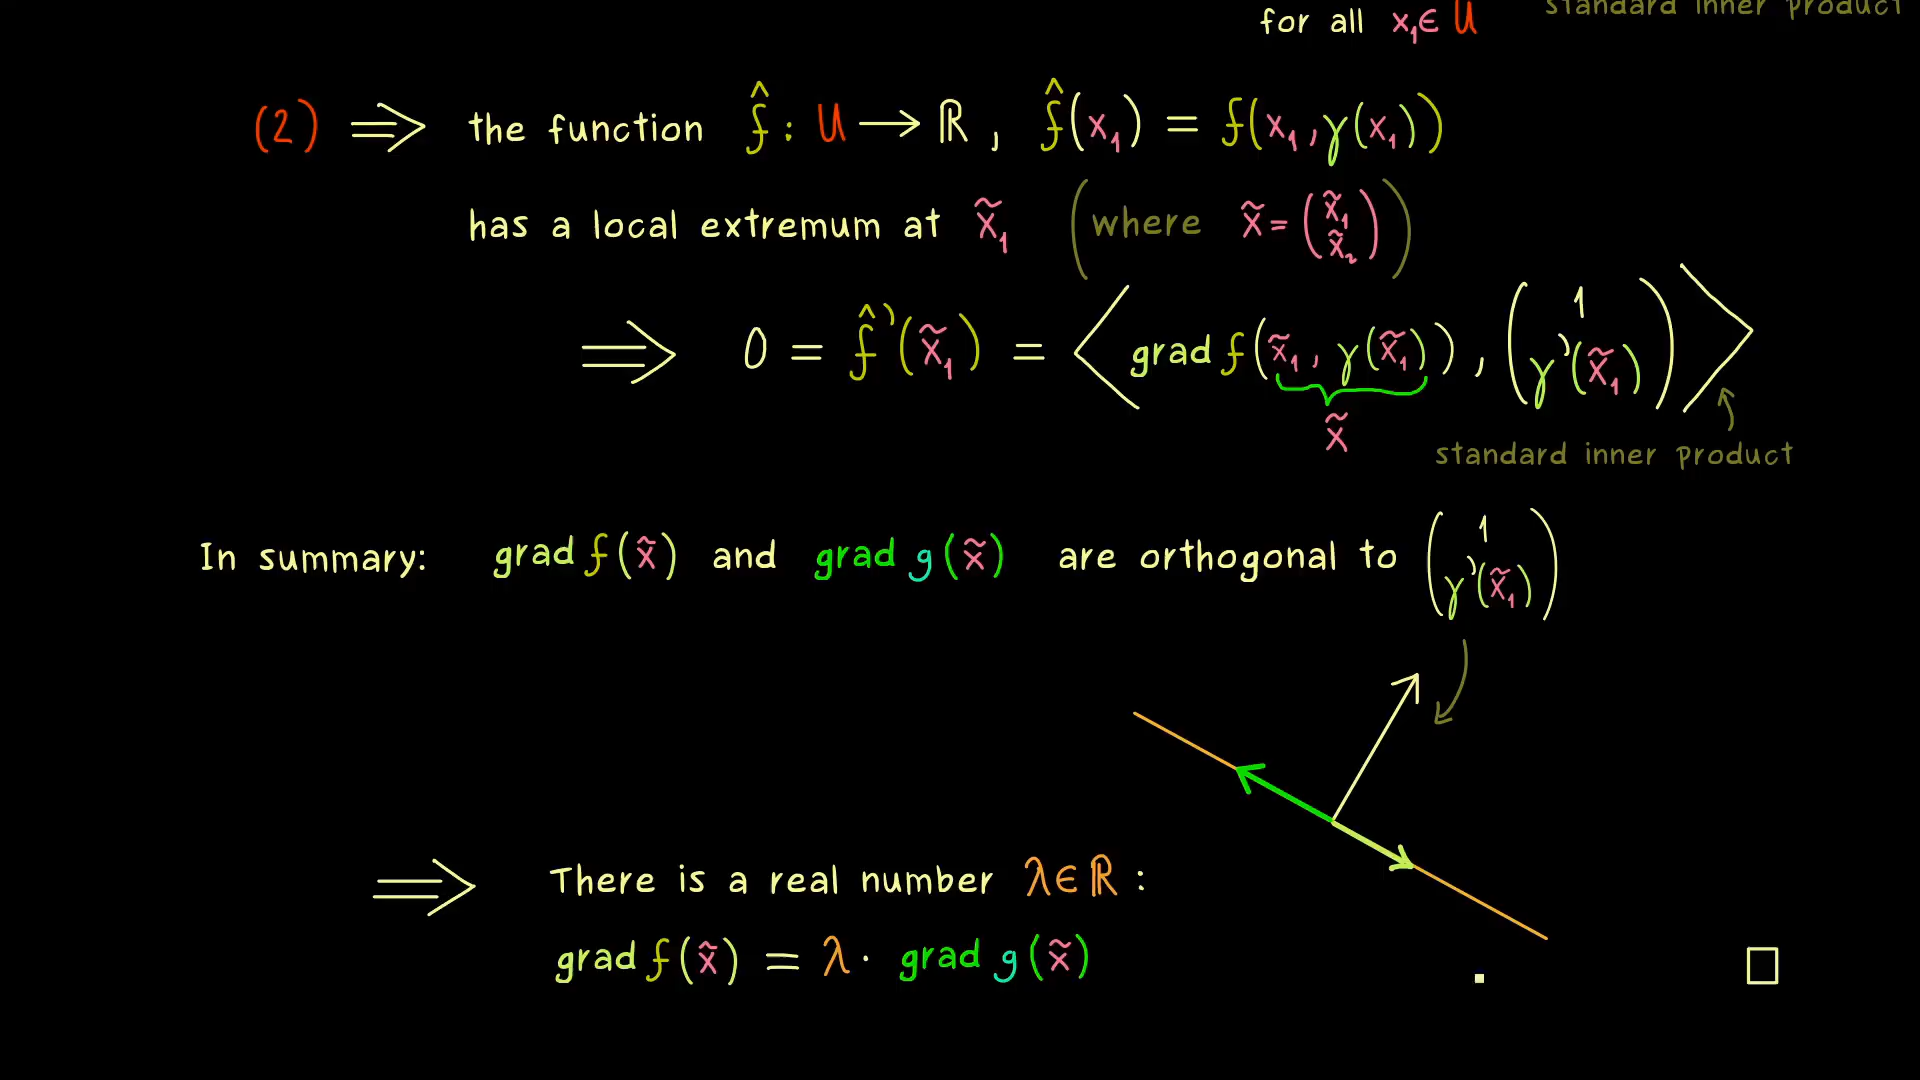 for all x₁∈ U standard inner product
(2) ⟹ the function f̂ : U ⟶ ℝ , f̂(x₁) = f(x₁, γ(x₁))
has a local extremum at x̃₁ (where x̃ = (x̃₁ x̃₂))
⟹ 0 = f̂'(x̃₁) = ⟨ grad f(x̃₁, γ(x̃₁)) , (1 γ'(x̃₁)) ⟩
x̃
standard inner product
In summary: grad f(x̃) and grad g(x̃) are orthogonal to (1 γ'(x̃₁))
⟹ There is a real number λ∈ℝ :
grad f(x̃) = λ · grad g(x̃) □